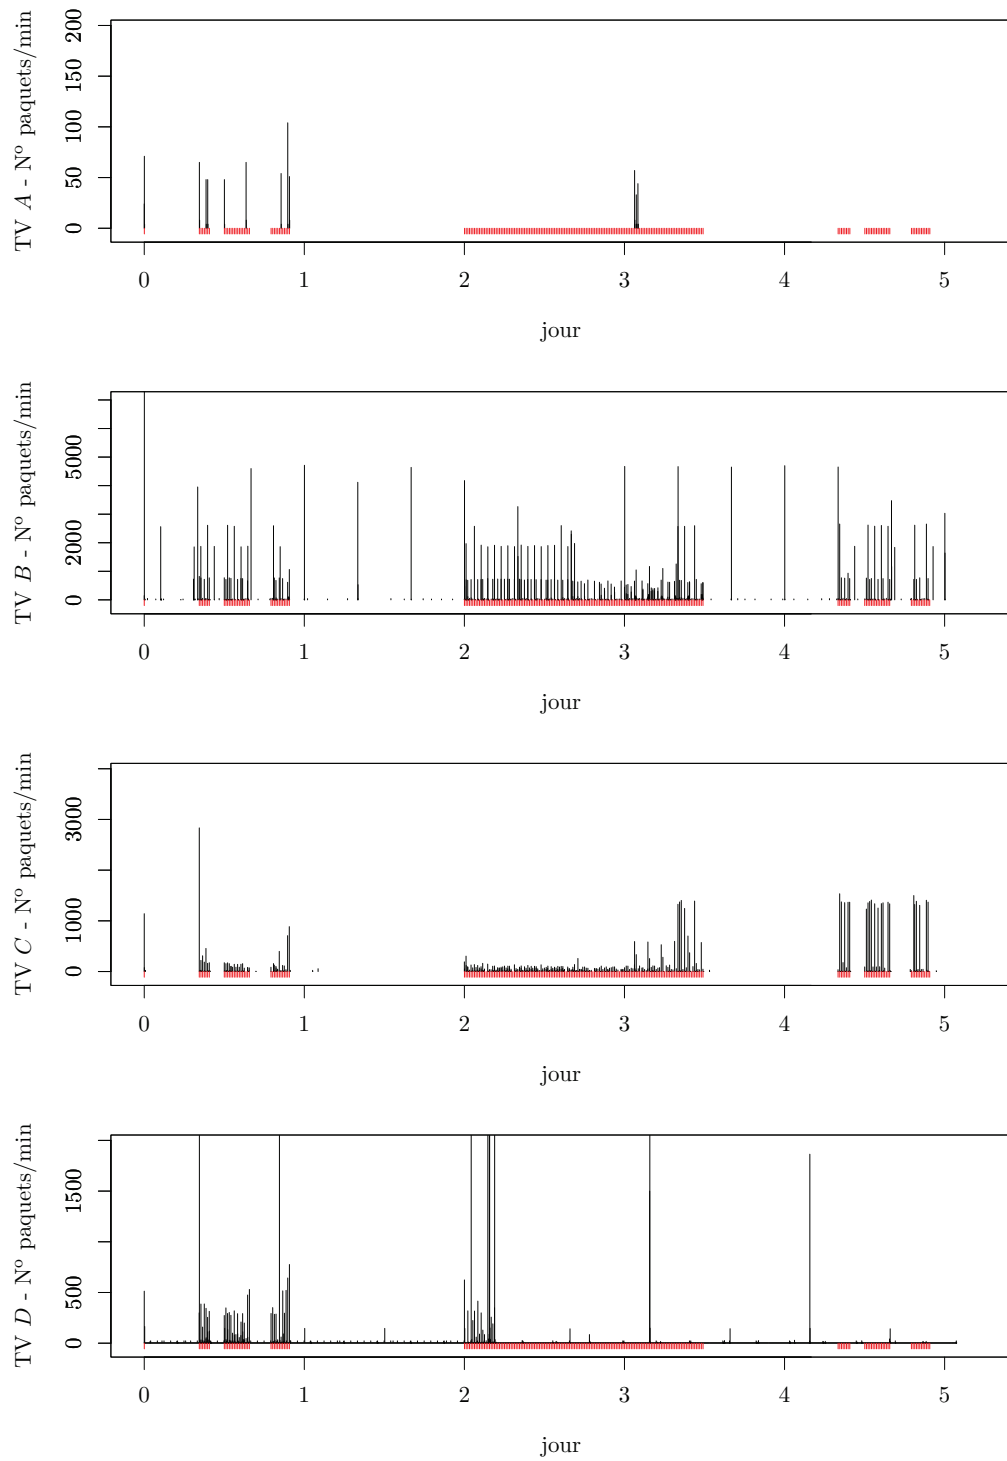 TV A - Nº paquets/min
200
150
100
50
0
0 1 2 3 4 5
jour
TV B - Nº paquets/min
5000
2000
0
0 1 2 3 4 5
jour
TV C - Nº paquets/min
3000
1000
0
0 1 2 3 4 5
jour
TV D - Nº paquets/min
1500
500
0
0 1 2 3 4 5
jour